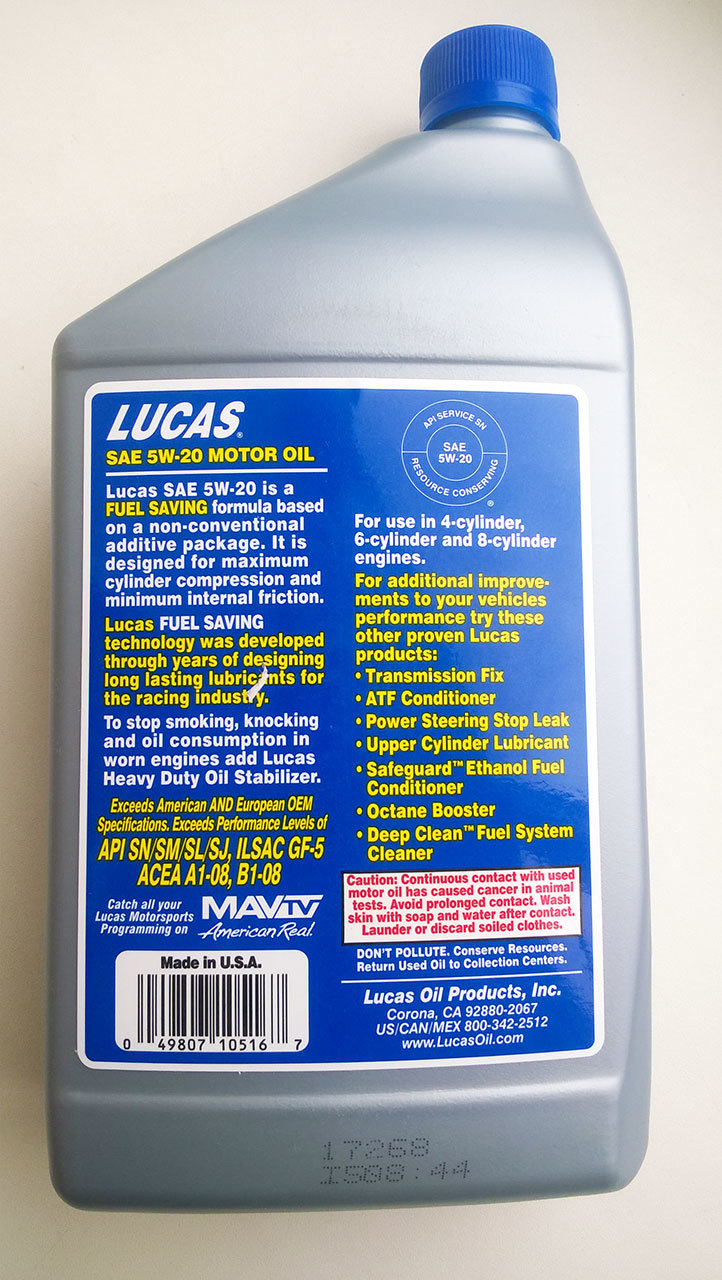 LUCAS®
SAE 5W-20 MOTOR OIL
Lucas SAE 5W-20 is a
FUEL SAVING formula based
on a non-conventional
additive package. It is
designed for maximum
cylinder compression and
minimum internal friction.
Lucas FUEL SAVING
technology was developed
through years of designing
long lasting lubricants for
the racing industry.
To stop smoking, knocking
and oil consumption in
worn engines add Lucas
Heavy Duty Oil Stabilizer.
Exceeds American AND European OEM
Specifications. Exceeds Performance Levels of
API SN/SM/SL/SJ, ILSAC GF-5
ACEA A1-08, B1-08
Catch all your
Lucas Motorsports
Programming on
MAVTV
American Real.
Made in U.S.A.
0 49807 10516 7
API SERVICE SN
SAE
5W-20
RESOURCE CONSERVING
®
For use in 4-cylinder,
6-cylinder and 8-cylinder
engines.
For additional improve-
ments to your vehicles
performance try these
other proven Lucas
products:
• Transmission Fix
• ATF Conditioner
• Power Steering Stop Leak
• Upper Cylinder Lubricant
• Safeguard™ Ethanol Fuel
Conditioner
• Octane Booster
• Deep Clean™ Fuel System
Cleaner
Caution: Continuous contact with used
motor oil has caused cancer in animal
tests. Avoid prolonged contact. Wash
skin with soap and water after contact.
Launder or discard soiled clothes.
DON'T POLLUTE. Conserve Resources.
Return Used Oil to Collection Centers.
Lucas Oil Products, Inc.
Corona, CA 92880-2067
US/CAN/MEX 800-342-2512
www.LucasOil.com
17268
I508:44